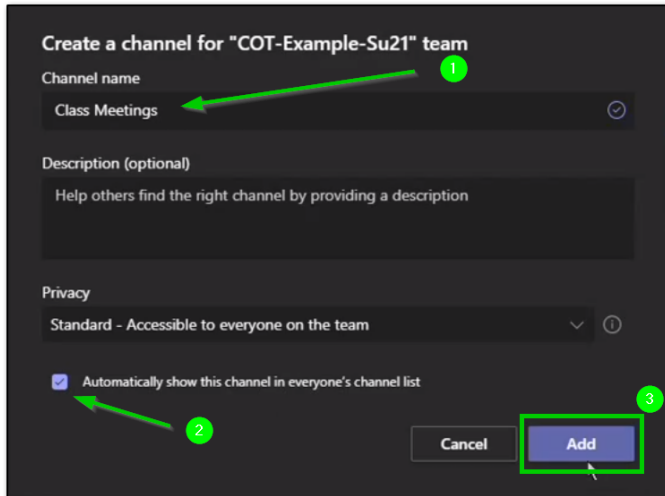 Create a channel for "COT-Example-Su21" team
1
Channel name
Class Meetings
Description (optional)
Help others find the right channel by providing a description
Privacy
Standard - Accessible to everyone on the team
Automatically show this channel in everyone's channel list
2
3
Cancel
Add